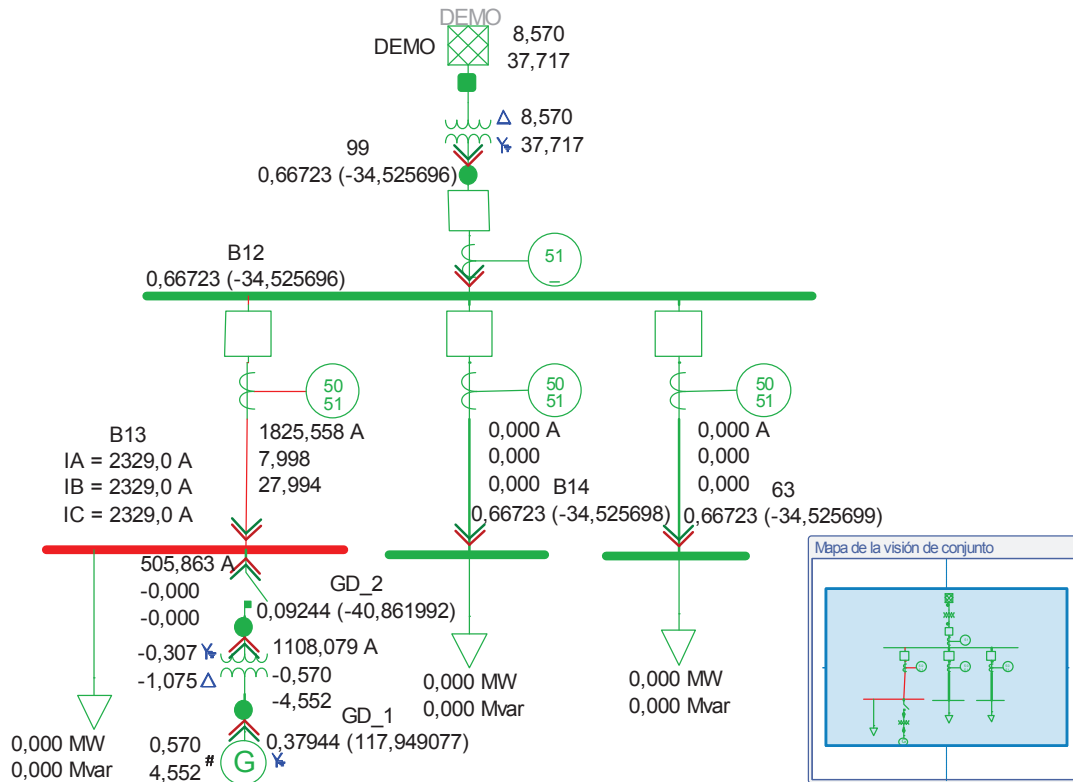 DEMO
DEMO
8,570
37,717
8,570
37,717
99
0,66723 (-34,525696)
51
_
B12
0,66723 (-34,525696)
50
51
50
51
50
51
B13
IA = 2329,0 A
IB = 2329,0 A
IC = 2329,0 A
1825,558 A
7,998
27,994
0,000 A
0,000
0,000
B14
0,66723 (-34,525698)
0,000 A
0,000
0,000
63
0,66723 (-34,525699)
505,863 A
-0,000
-0,000
GD_2
0,09244 (-40,861992)
-0,307
-1,075
1108,079 A
-0,570
-4,552
GD_1
0,37944 (117,949077)
0,570
4,552
#
G
0,000 MW
0,000 Mvar
0,000 MW
0,000 Mvar
0,000 MW
0,000 Mvar
Mapa de la visión de conjunto